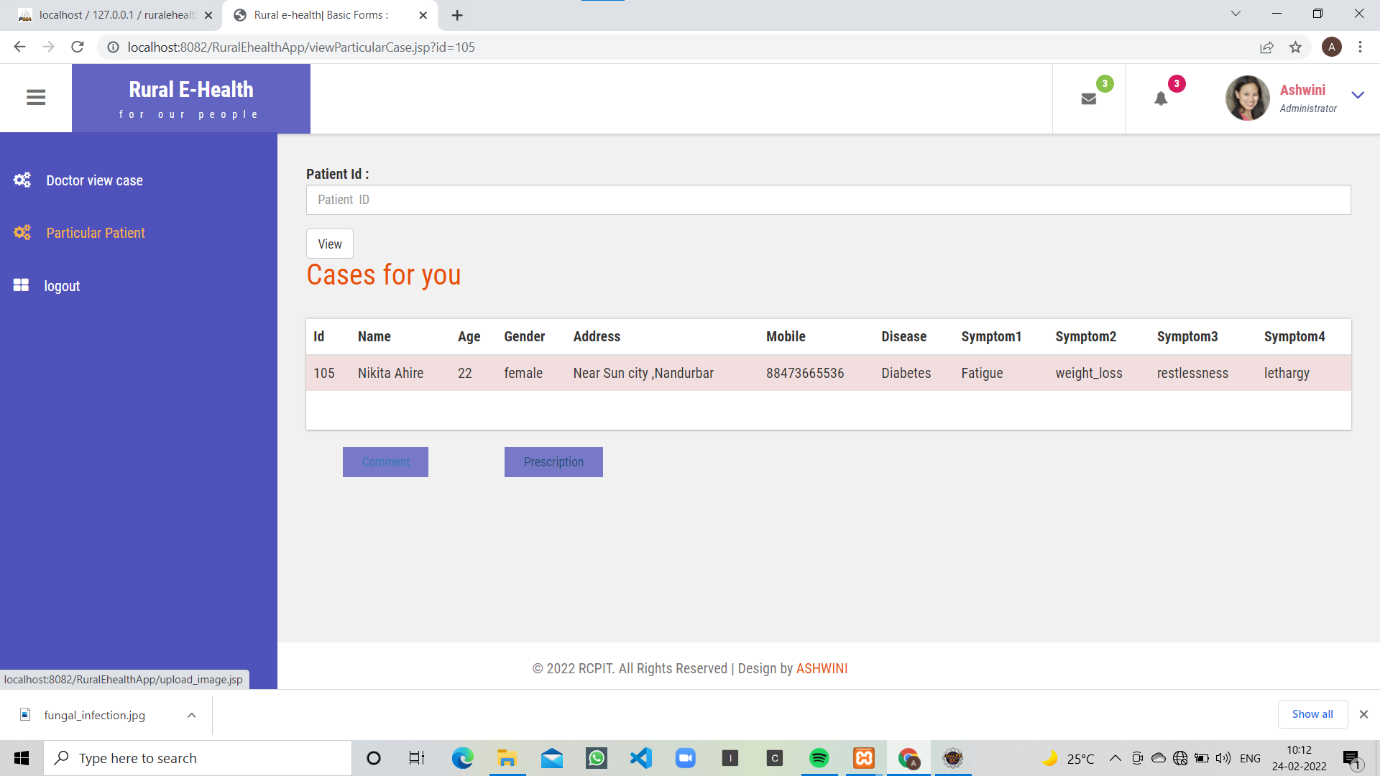 localhost / 127.0.0.1 / ruralehealt
Rural e-health| Basic Forms :
localhost:8082/RuralEhealthApp/viewParticularCase.jsp?id=105
A
Rural E-Health
for our people
3
3
Ashwini
Administrator
Doctor view case
Particular Patient
logout
Patient Id :
Patient ID
View
Cases for you
Id Name Age Gender Address Mobile Disease Symptom1 Symptom2 Symptom3 Symptom4
105 Nikita Ahire 22 female Near Sun city ,Nandurbar 88473665536 Diabetes Fatigue weight_loss restlessness lethargy
Comment Prescription
© 2022 RCPIT. All Rights Reserved | Design by ASHWINI
localhost:8082/RuralEhealthApp/upload_image.jsp
fungal_infection.jpg
Show all
Type here to search
I
C
A
25°C
ENG
10:12
24-02-2022
1